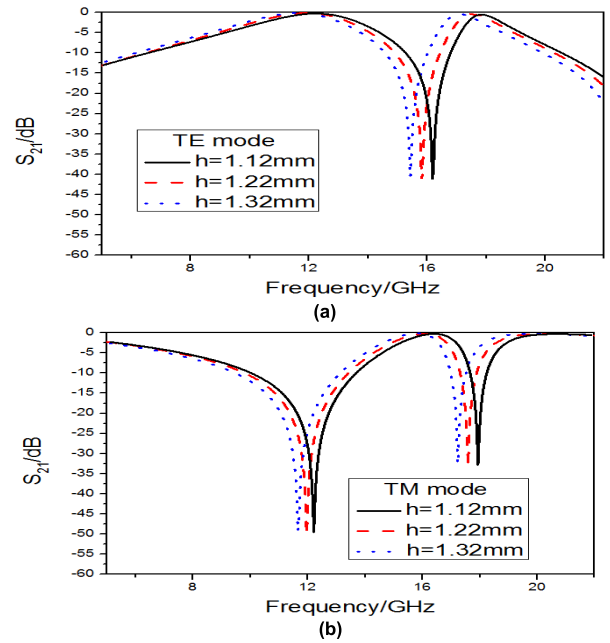 0
-5
-10
-15
-20
-25
-30
-35
-40
-45
-50
-55
-60
S21/dB
TE mode
h=1.12mm
h=1.22mm
h=1.32mm
8 12 16 20
Frequency/GHz
(a)
0
-5
-10
-15
-20
-25
-30
-35
-40
-45
-50
-55
-60
S21/dB
TM mode
h=1.12mm
h=1.22mm
h=1.32mm
8 12 16 20
Frequency/GHz
(b)